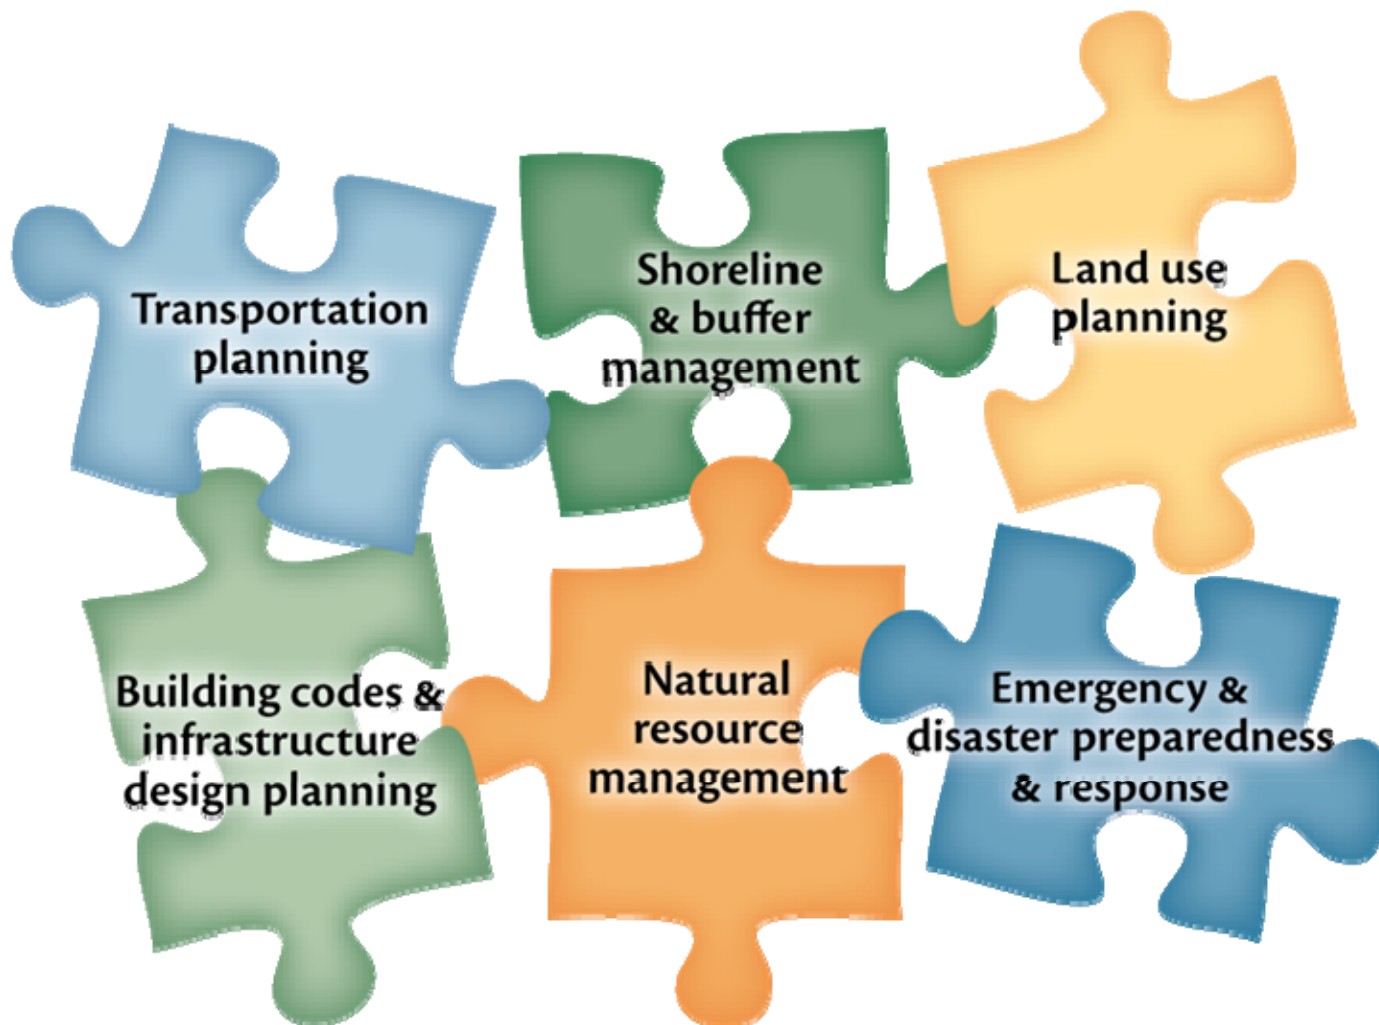 Transportation
planning
Shoreline
& buffer
management
Land use
planning
Building codes &
infrastructure
design planning
Natural
resource
management
Emergency &
disaster preparedness
& response